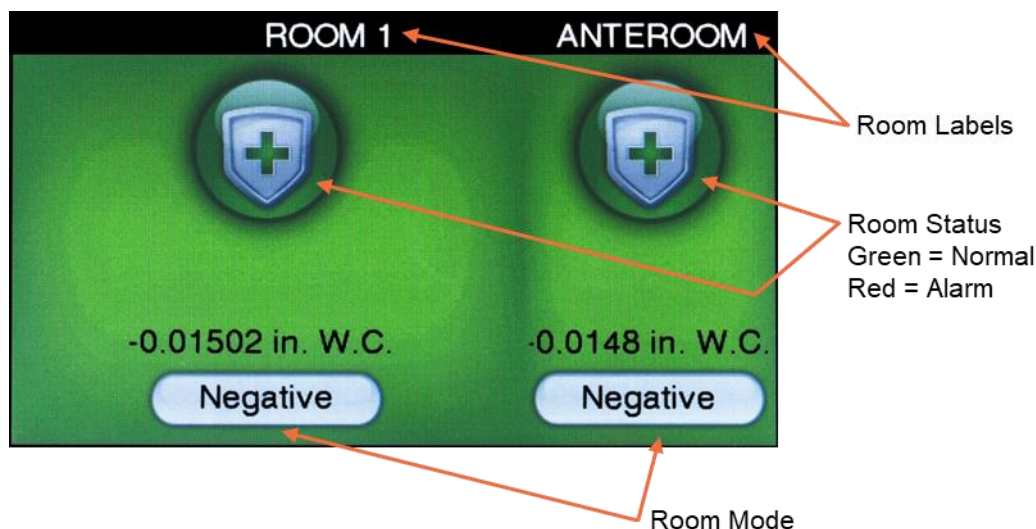 ROOM 1
ANTEROOM
Room Labels
Room Status
Green = Normal
Red = Alarm
-0.01502 in. W.C.
-0.0148 in. W.C.
Negative
Negative
Room Mode